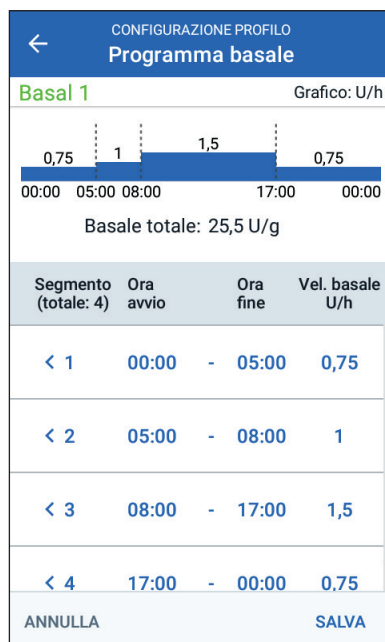 CONFIGURAZIONE PROFILO
Programma basale
Basal 1 Grafico: U/h
0,75 1 1,5 0,75
00:00 05:00 08:00 17:00 00:00
Basale totale: 25,5 U/g
Segmento Ora Ora Vel. basale
(totale: 4) avvio fine U/h
< 1 00:00 - 05:00 0,75
< 2 05:00 - 08:00 1
< 3 08:00 - 17:00 1,5
< 4 17:00 - 00:00 0,75
ANNULLA SALVA